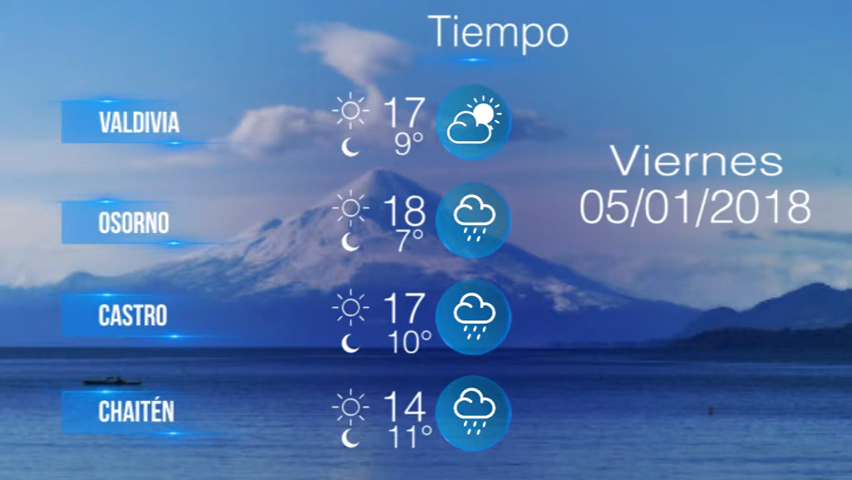 Tiempo
VALDIVIA 17 9°
OSORNO 18 7°
CASTRO 17 10°
CHAITÉN 14 11°
Viernes
05/01/2018